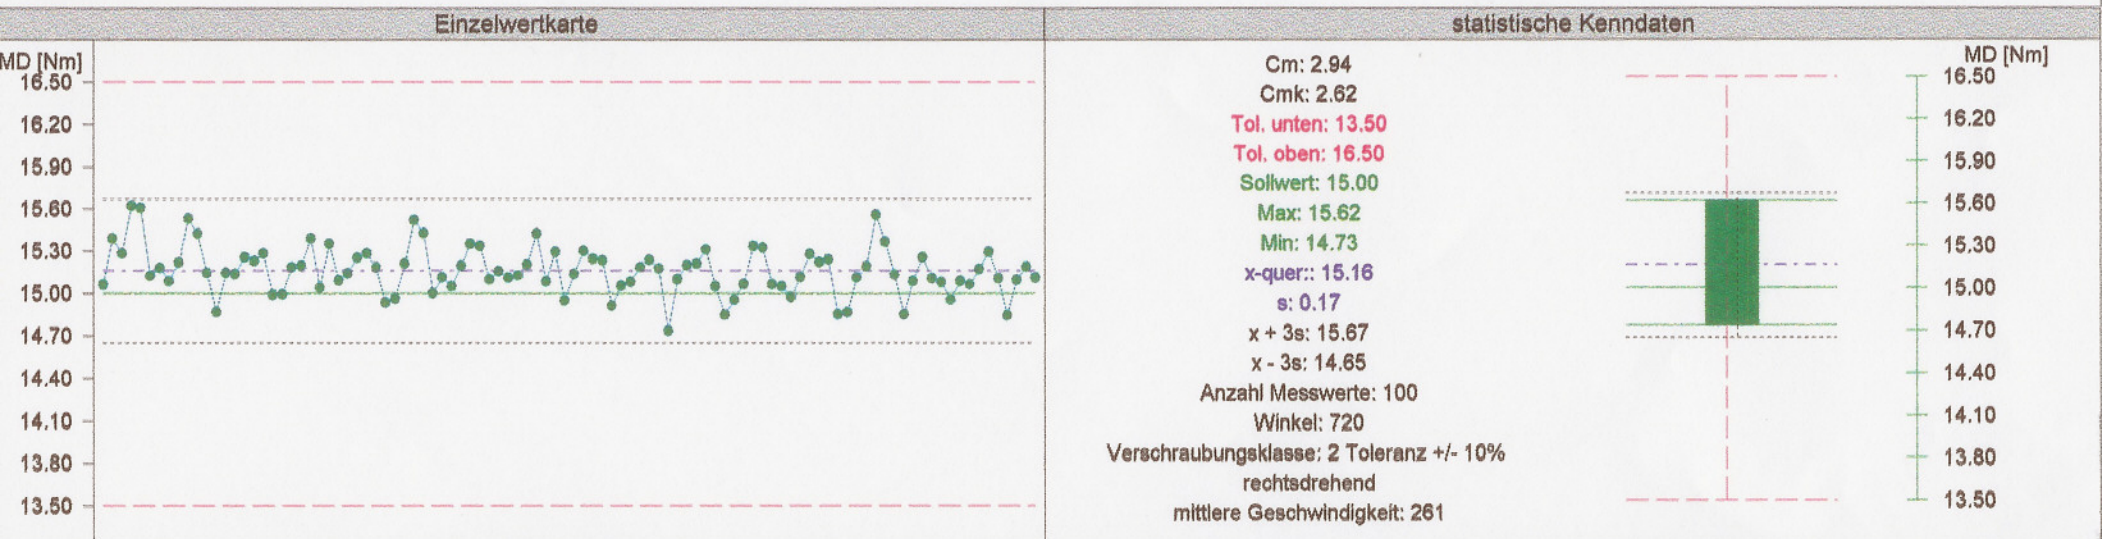 Einzelwertkarte
MD [Nm]
16.50
16.20
15.90
15.60
15.30
15.00
14.70
14.40
14.10
13.80
13.50
statistische Kenndaten
Cm: 2.94
Cmk: 2.62
Tol. unten: 13.50
Tol. oben: 16.50
Sollwert: 15.00
Max: 15.62
Min: 14.73
x-quer:: 15.16
s: 0.17
x + 3s: 15.67
x - 3s: 14.65
Anzahl Messwerte: 100
Winkel: 720
Verschraubungsklasse: 2 Toleranz +/- 10%
rechtsdrehend
mittlere Geschwindigkeit: 261
MD [Nm]
16.50
16.20
15.90
15.60
15.30
15.00
14.70
14.40
14.10
13.80
13.50